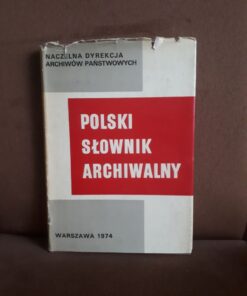 NACZELNA DYREKCJA
ARCHIWÓW PAŃSTWOWYCH
POLSKI
SŁOWNIK
ARCHIWALNY
WARSZAWA 1974